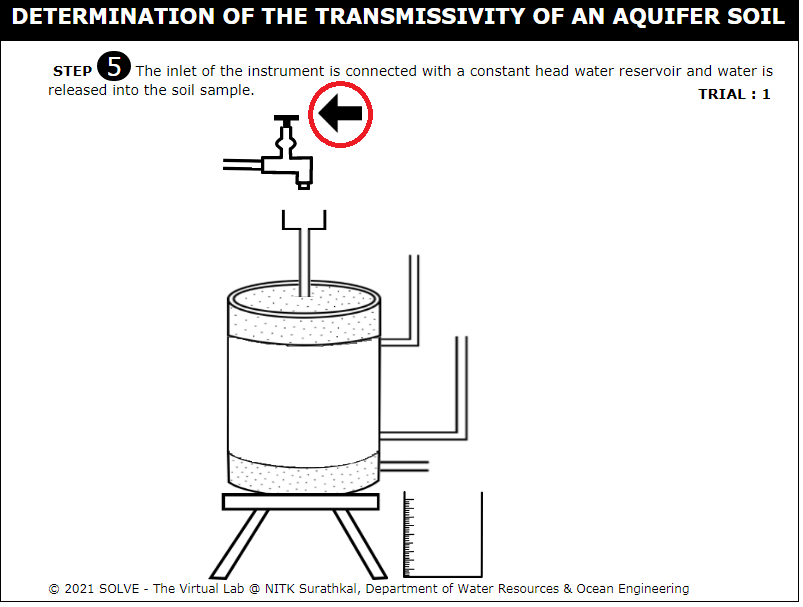 DETERMINATION OF THE TRANSMISSIVITY OF AN AQUIFER SOIL
STEP 5 The inlet of the instrument is connected with a constant head water reservoir and water is
released into the soil sample.
TRIAL : 1
© 2021 SOLVE - The Virtual Lab @ NITK Surathkal, Department of Water Resources & Ocean Engineering